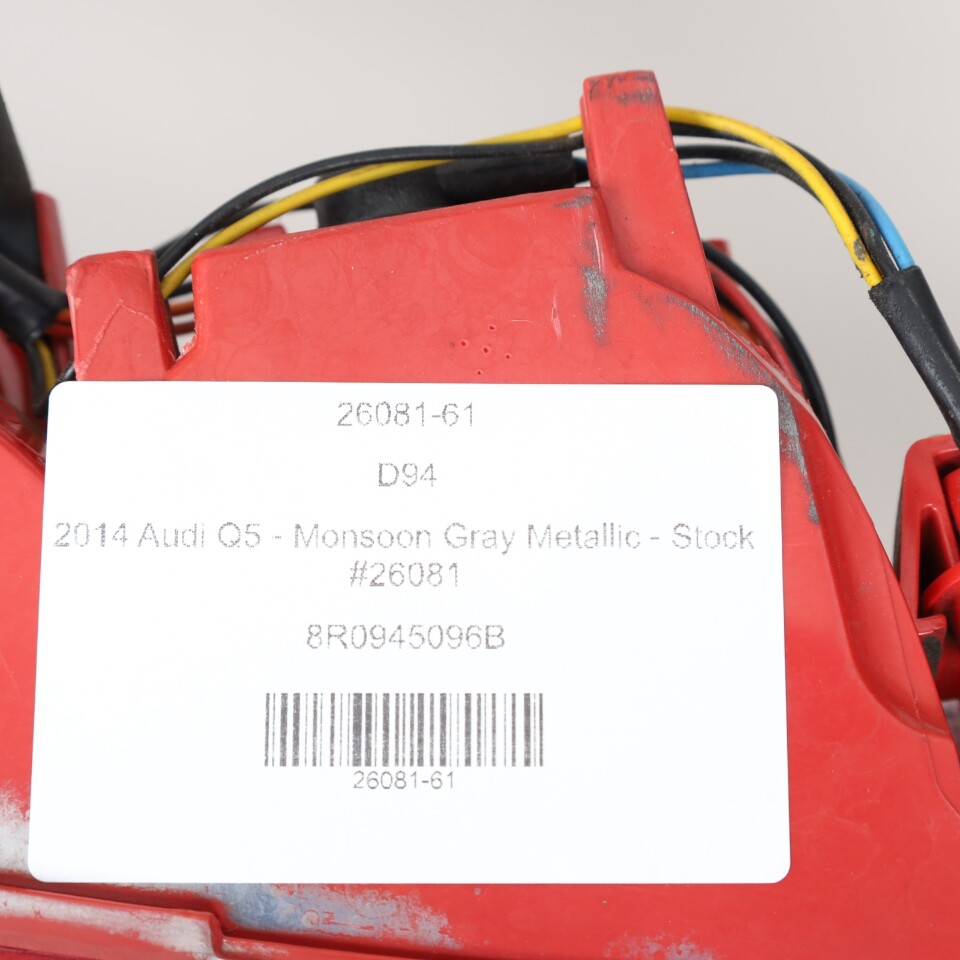 26081-61
D94
2014 Audi Q5 - Monsoon Gray Metallic - Stock
#26081
8R0945096B
26081-61